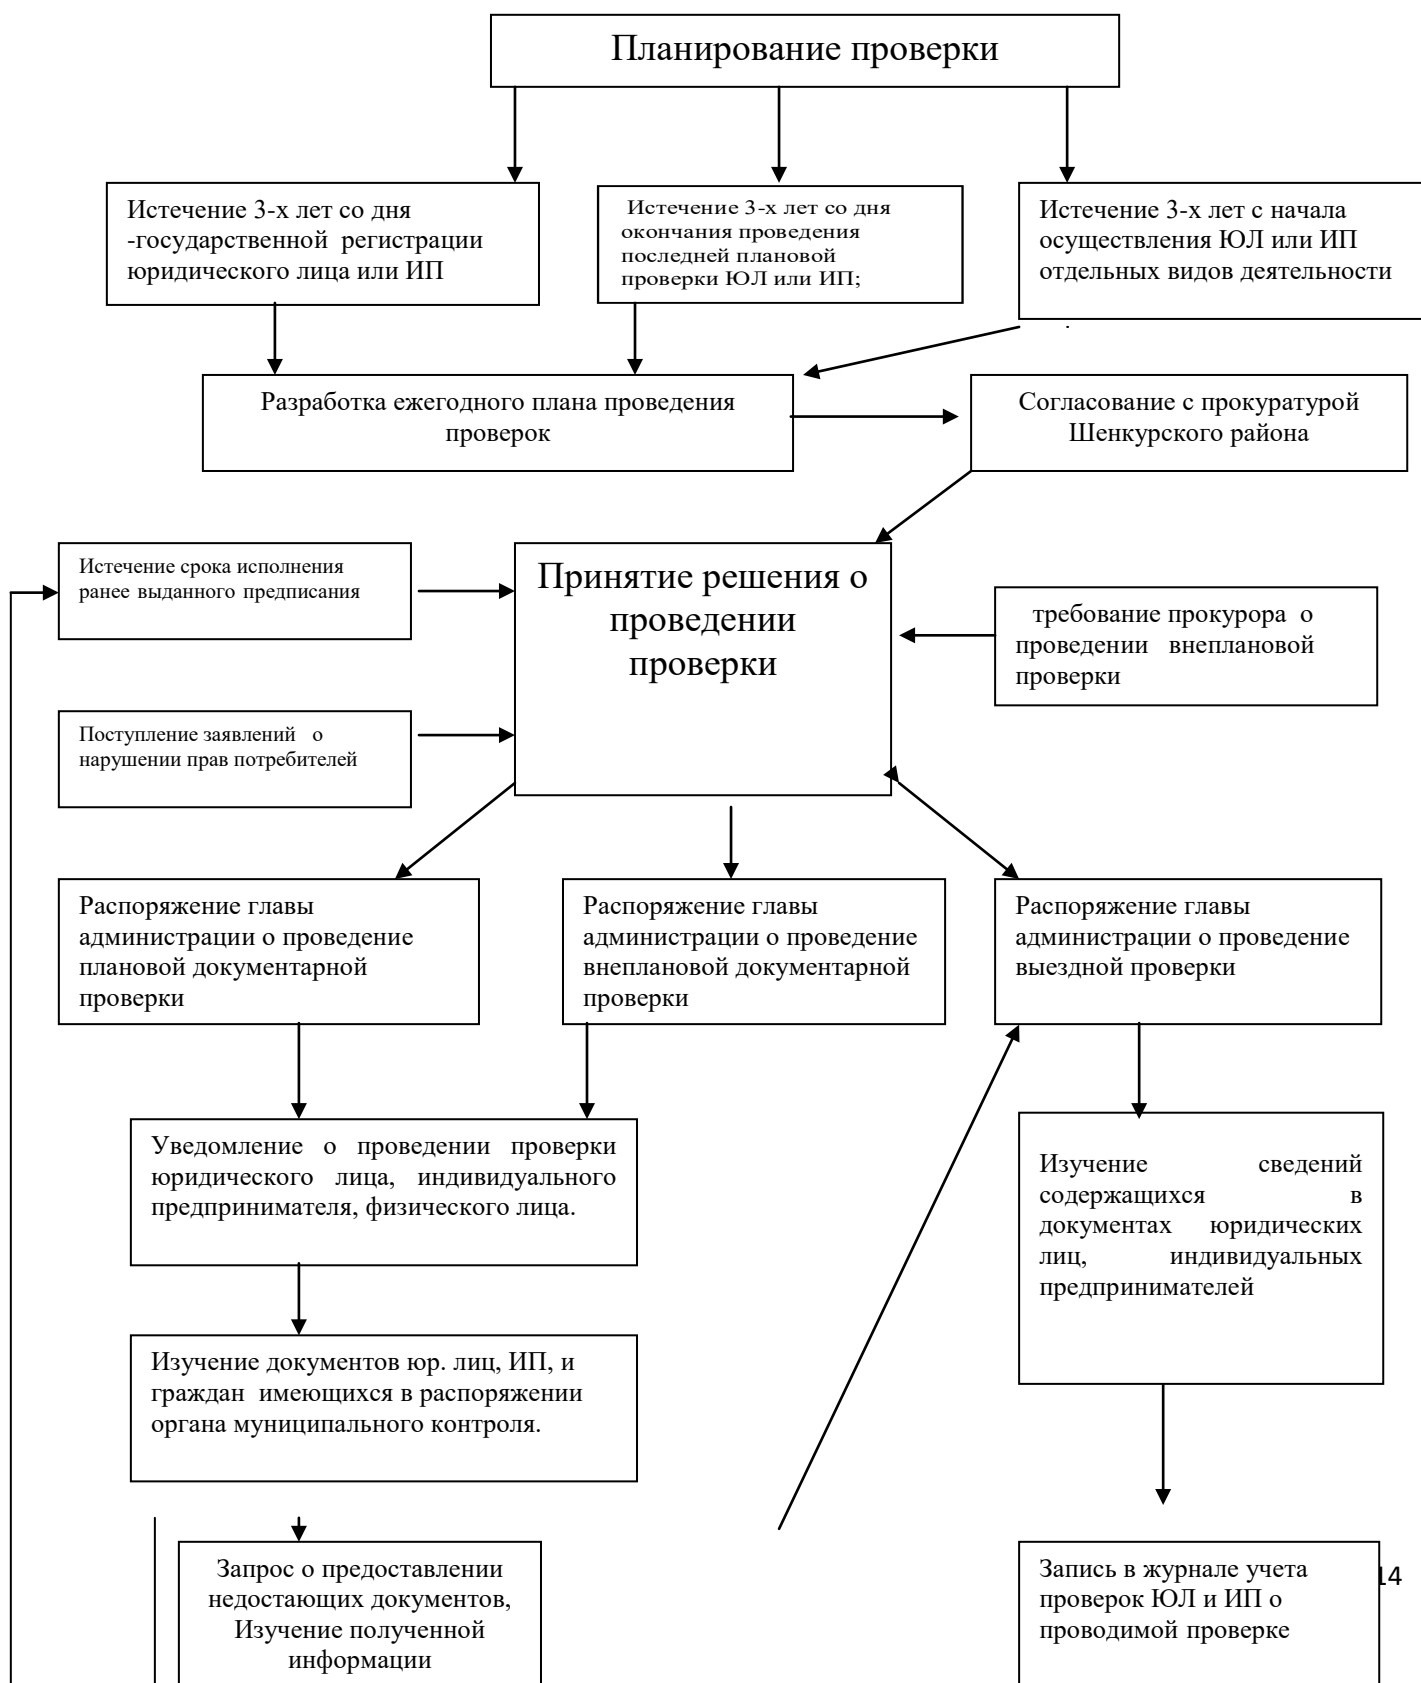 Планирование проверки
Истечение 3-х лет со дня
-государственной регистрации
юридического лица или ИП
Истечение 3-х лет со дня
окончания проведения
последней плановой
проверки ЮЛ или ИП;
Истечение 3-х лет с начала
осуществления ЮЛ или ИП
отдельных видов деятельности
Разработка ежегодного плана проведения
проверок
Согласование с прокуратурой
Шенкурского района
Истечение срока исполнения
ранее выданного предписания
Принятие решения о
проведении
проверки
требование прокурора о
проведении внеплановой
проверки
Поступление заявлений о
нарушении прав потребителей
Распоряжение главы
администрации о проведение
плановой документарной
проверки
Распоряжение главы
администрации о проведение
внеплановой документарной
проверки
Распоряжение главы
администрации о проведение
выездной проверки
Уведомление о проведении проверки
юридического лица, индивидуального
предпринимателя, физического лица.
Изучение сведений
содержащихся в
документах юридических
лиц, индивидуальных
предпринимателей
Изучение документов юр. лиц, ИП, и
граждан имеющихся в распоряжении
органа муниципального контроля.
Запрос о предоставлении
недостающих документов,
Изучение полученной
информации
Запись в журнале учета
проверок ЮЛ и ИП о
проводимой проверке
14